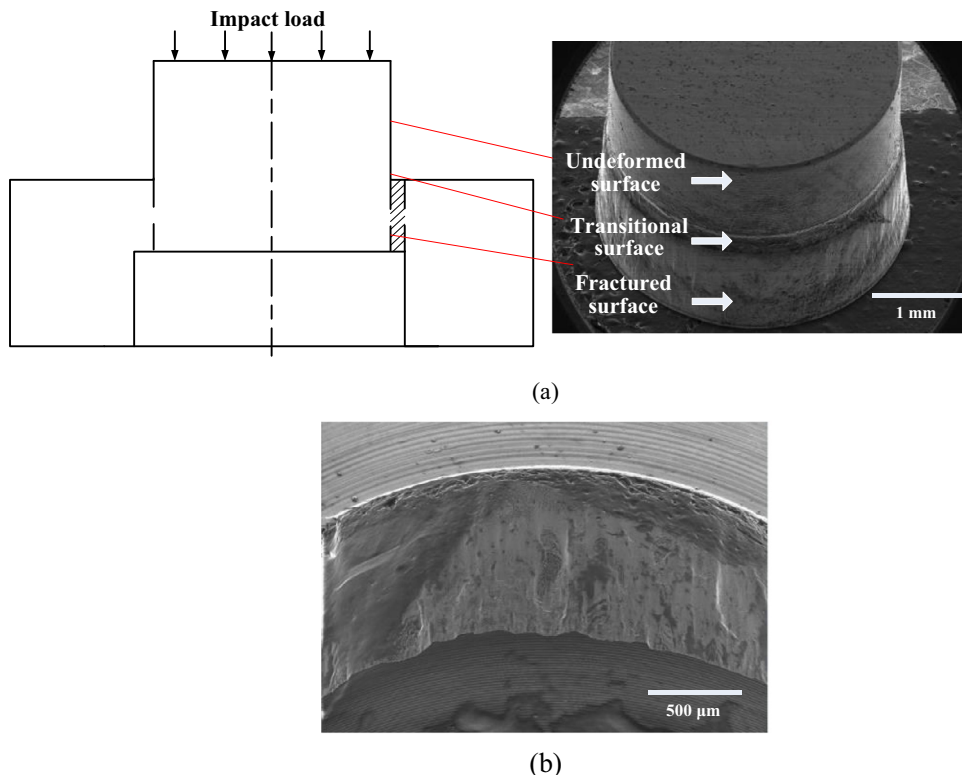 Impact load
Undeformed
surface
Transitional
surface
Fractured
surface
1 mm
(a)
500 μm
(b)